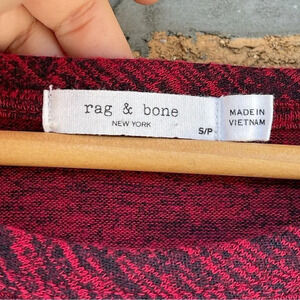 rag & bone
NEW YORK
S/P
MADE IN
VIETNAM